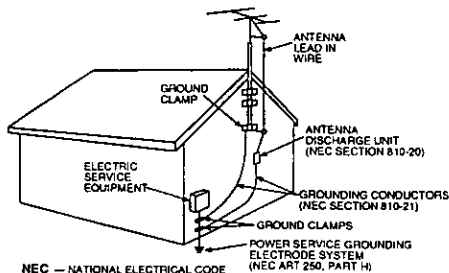 ANTENNA
LEAD IN
WIRE
GROUND
CLAMP
ANTENNA
DISCHARGE UNIT
(NEC SECTION 810-20)
ELECTRIC
SERVICE
EQUIPMENT
GROUNDING CONDUCTORS
(NEC SECTION 810-21)
GROUND CLAMPS
POWER SERVICE GROUNDING
ELECTRODE SYSTEM
(NEC ART 250, PART H)
NEC — NATIONAL ELECTRICAL CODE